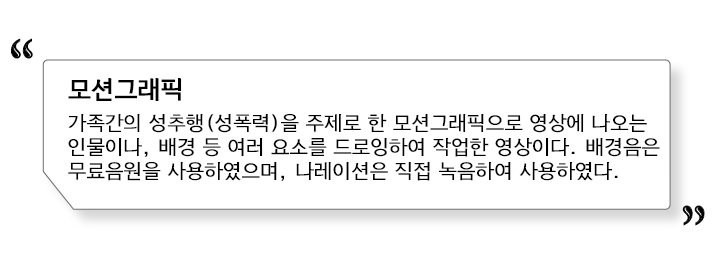 “
모션그래픽
가족간의 성추행(성폭력)을 주제로 한 모션그래픽으로 영상에 나오는
인물이나, 배경 등 여러 요소를 드로잉하여 작업한 영상이다. 배경음은
무료음원을 사용하였으며, 나레이션은 직접 녹음하여 사용하였다.
”